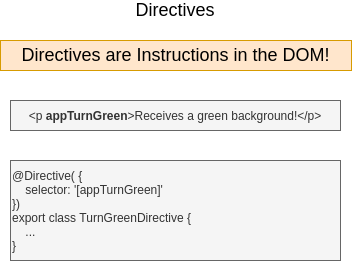 Directives
Directives are Instructions in the DOM!
<p appTurnGreen>Receives a green background!</p>
@Directive( {
    selector: '[appTurnGreen]'
})
export class TurnGreenDirective {
    ...
}